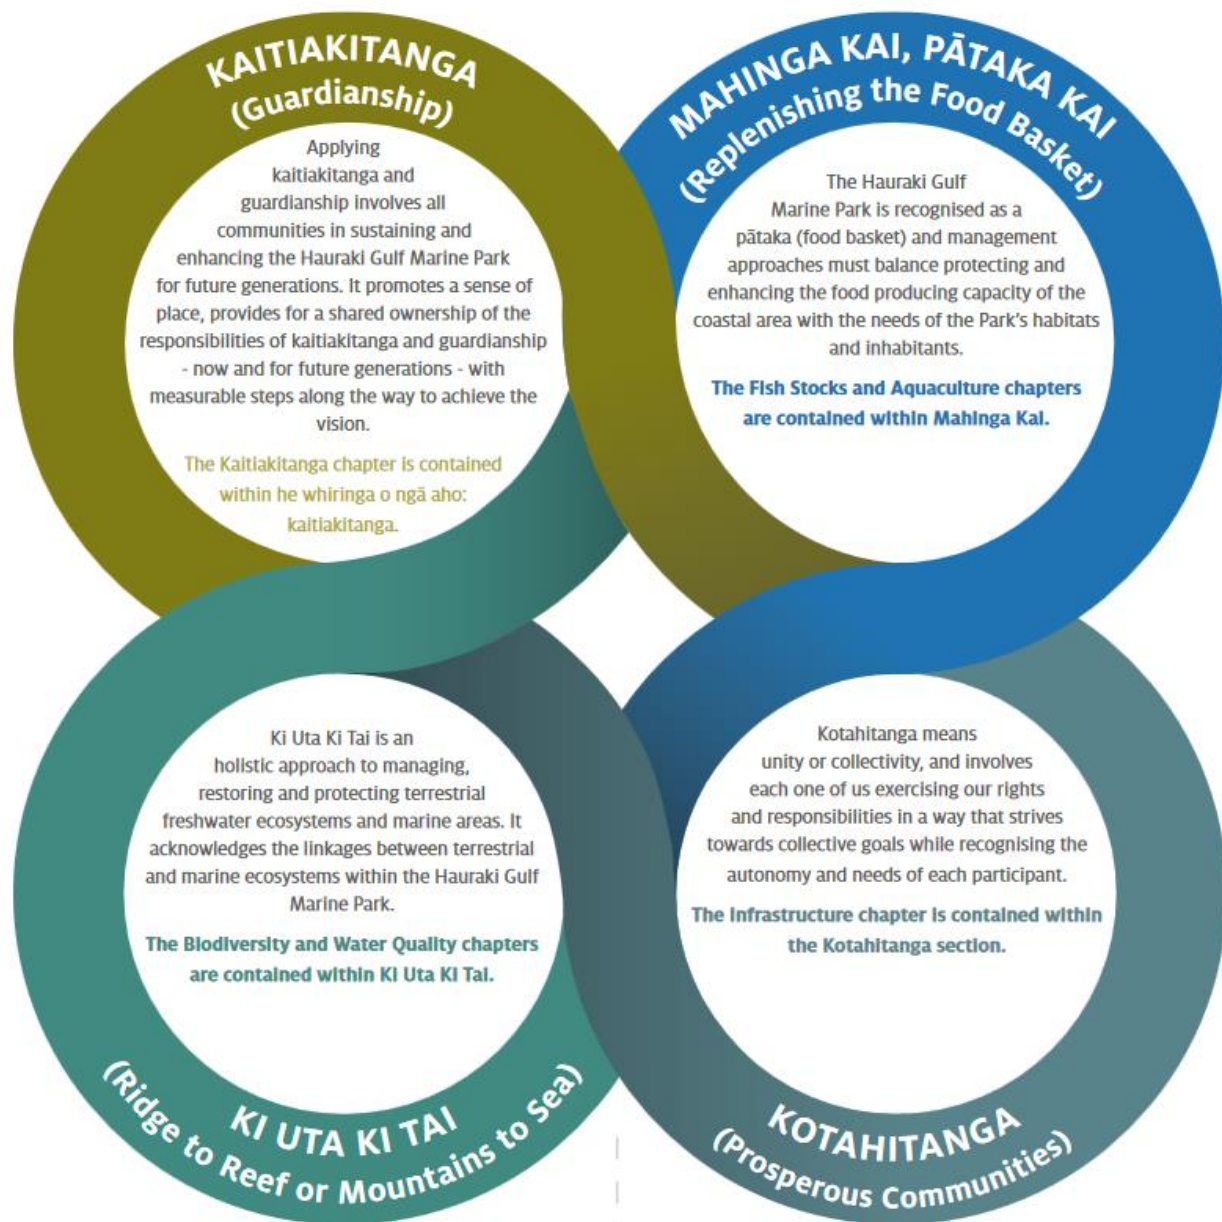 KAITIAKITANGA
(Guardianship)
Applying
kaitiakitanga and
guardianship involves all
communities in sustaining and
enhancing the Hauraki Gulf Marine Park
for future generations. It promotes a sense of
place, provides for a shared ownership of the
responsibilities of kaitiakitanga and guardianship
- now and for future generations - with
measurable steps along the way to achieve the
vision.
The Kaitiakitanga chapter is contained
within he whiringa o ngā aho:
kaitiakitanga.
MAHINGA KAI, PĀTAKA KAI
(Replenishing the Food Basket)
The Hauraki Gulf
Marine Park is recognised as a
pātaka (food basket) and management
approaches must balance protecting and
enhancing the food producing capacity of the
coastal area with the needs of the Park's habitats
and inhabitants.
The Fish Stocks and Aquaculture chapters
are contained within Mahinga Kai.
Ki Uta Ki Tai is an
holistic approach to managing,
restoring and protecting terrestrial
freshwater ecosystems and marine areas. It
acknowledges the linkages between terrestrial
and marine ecosystems within the Hauraki Gulf
Marine Park.
The Biodiversity and Water Quality chapters
are contained within Ki Uta Ki Tai.
KI UTA KI TAI
(Ridge to Reef or Mountains to Sea)
Kotahitanga means
unity or collectivity, and involves
each one of us exercising our rights
and responsibilities in a way that strives
towards collective goals while recognising the
autonomy and needs of each participant.
The Infrastructure chapter is contained within
the Kotahitanga section.
KOTAHITANGA
(Prosperous Communities)